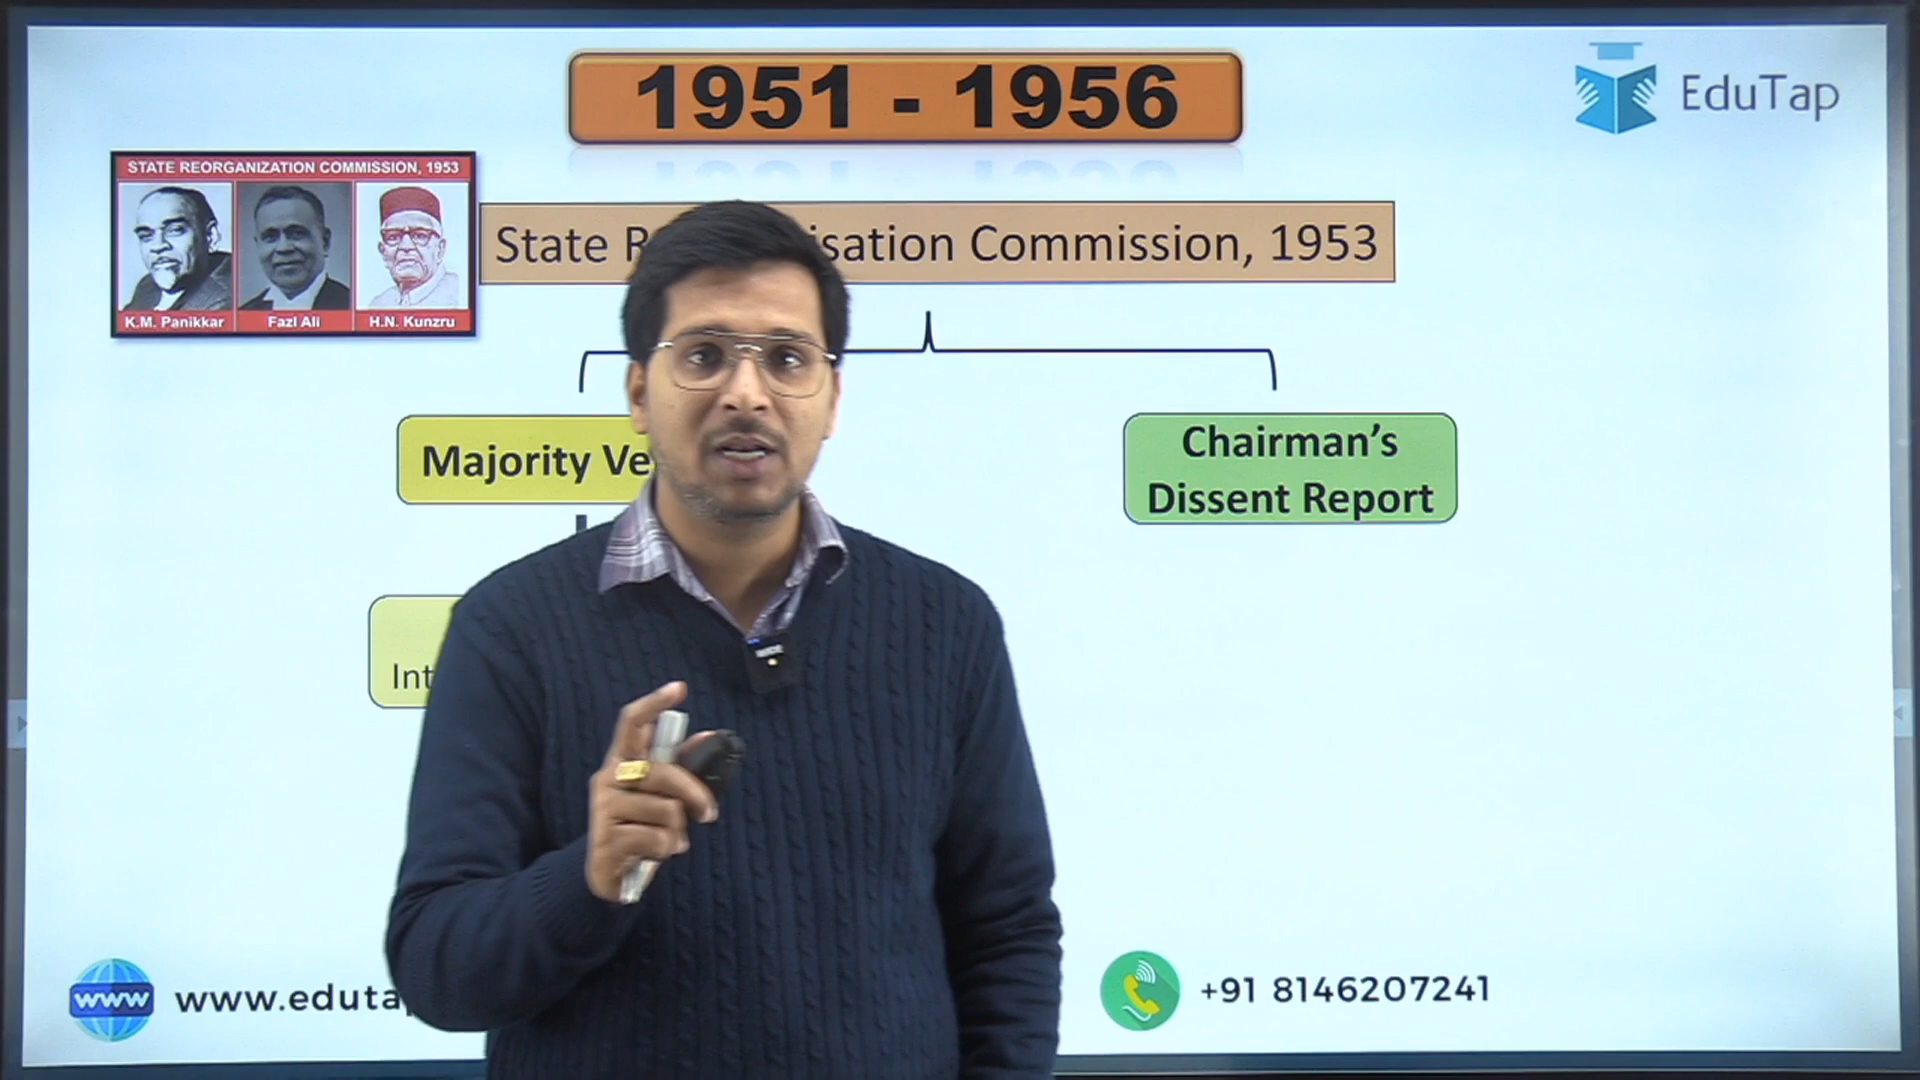 1951 - 1956
EduTap
STATE REORGANIZATION COMMISSION, 1953
K.M. Panikkar
Fazl Ali
H.N. Kunzru
State R isation Commission, 1953
Majority Ve
Chairman's
Dissent Report
Int
www
www.eduta
+91 8146207241